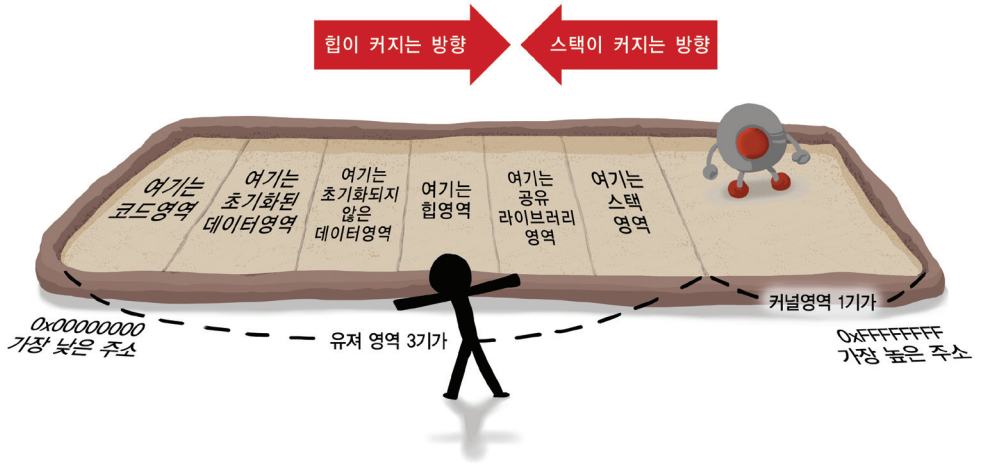 힙이 커지는 방향
스택이 커지는 방향
여기는
코드영역
여기는
초기화된
데이터영역
여기는
초기화되지
않은
데이터영역
여기는
힙영역
여기는
공유
라이브러리
영역
여기는
스택
영역
커널영역 1기가
유져 영역 3기가
0x00000000
가장 낮은 주소
0xFFFFFFFF
가장 높은 주소